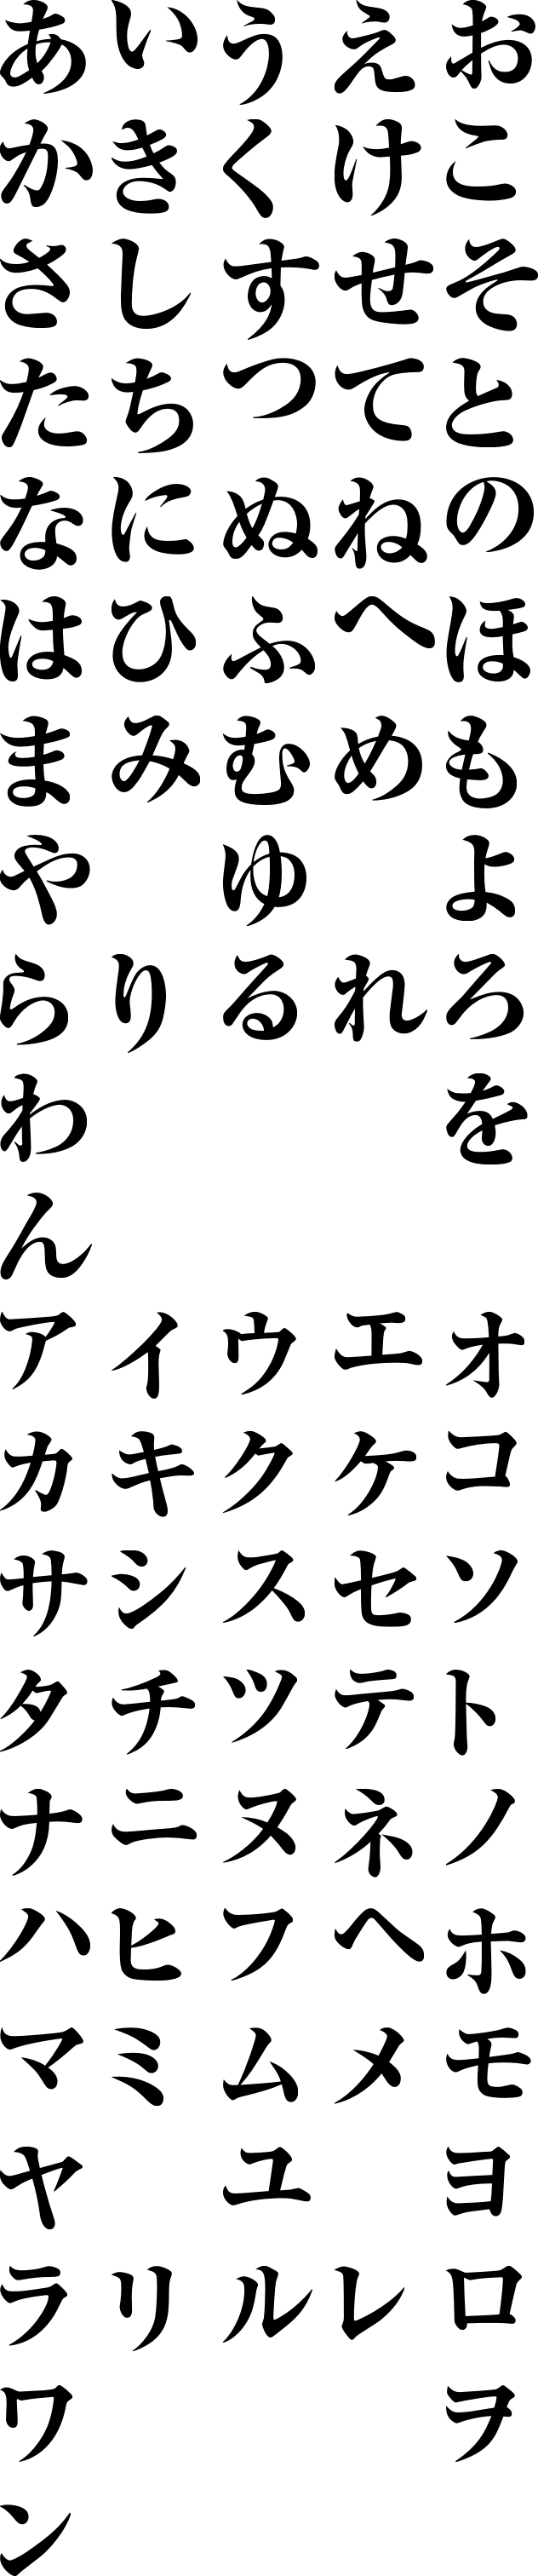 あいうえお
かきくけこ
さしすせそ
たちつてと
なにぬねの
はひふへほ
まみむめも
やゆよ
らりるれろ
わを
ん
アイウエオ
カキクケコ
サシスセソ
タチツテト
ナニヌネノ
ハヒフヘホ
マミムメモ
ヤユヨ
ラリルレロ
ワヲ
ン